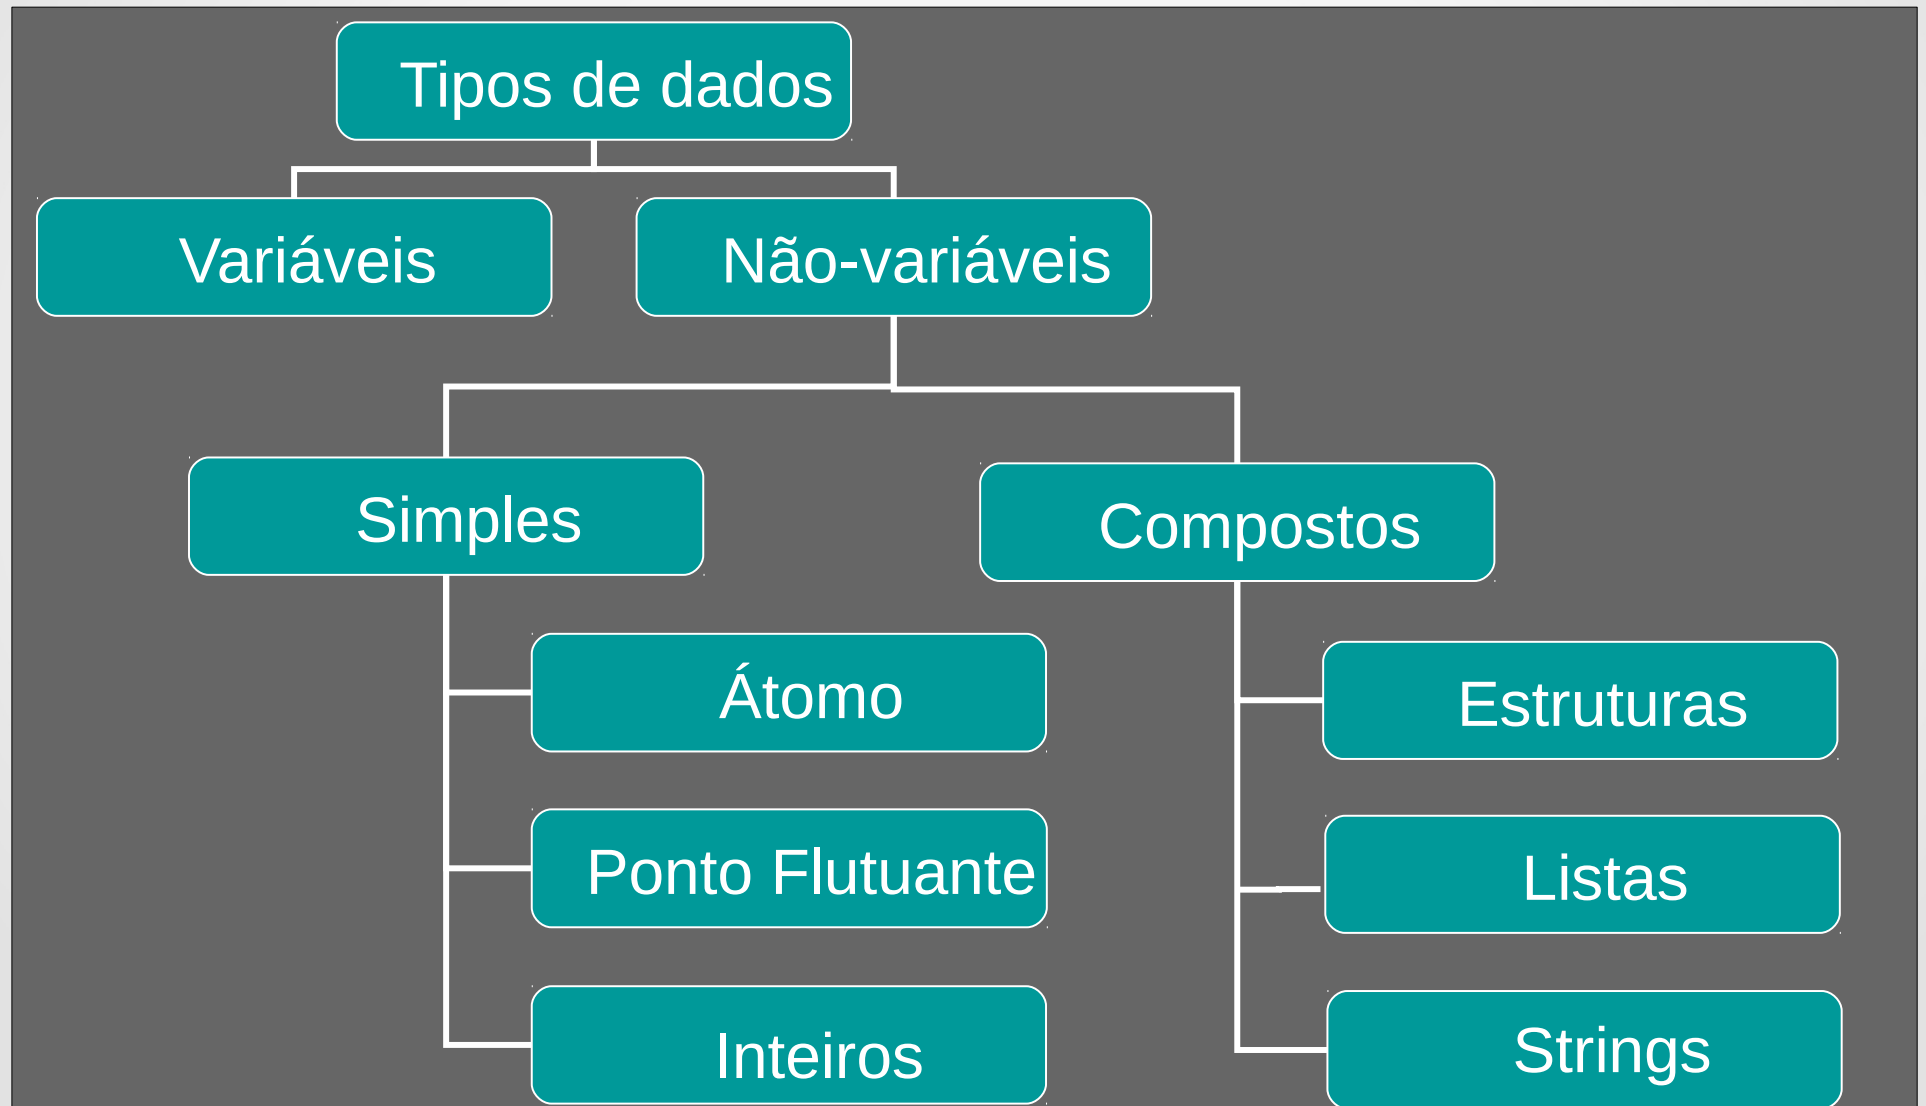 Tipos de dados
Variáveis
Não-variáveis
Simples
Compostos
Átomo
Ponto Flutuante
Inteiros
Estruturas
Listas
Strings